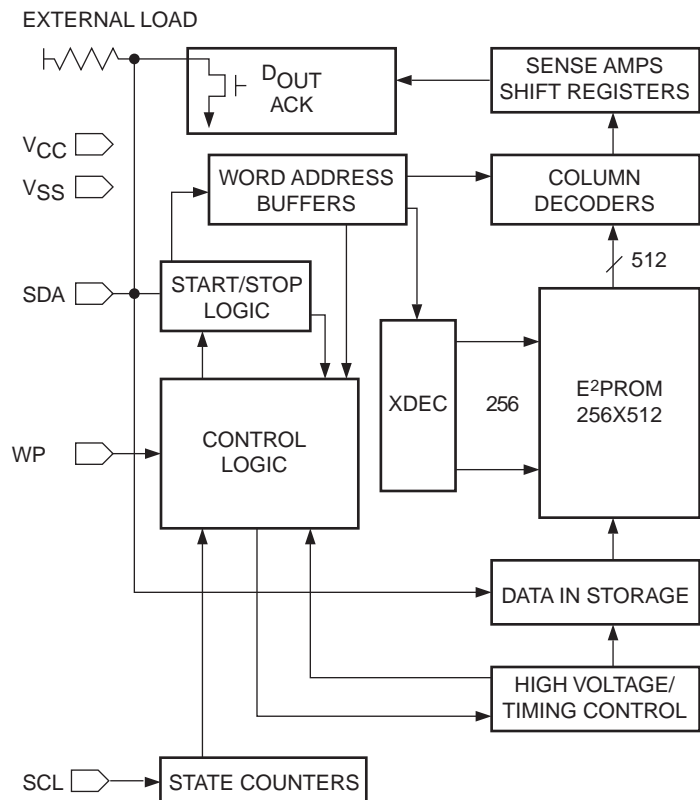 EXTERNAL LOAD
DOUT
ACK
SENSE AMPS
SHIFT REGISTERS
VCC
VSS
WORD ADDRESS
BUFFERS
COLUMN
DECODERS
512
SDA
START/STOP
LOGIC
XDEC
256
E²PROM
256X512
WP
CONTROL
LOGIC
DATA IN STORAGE
HIGH VOLTAGE/
TIMING CONTROL
SCL
STATE COUNTERS